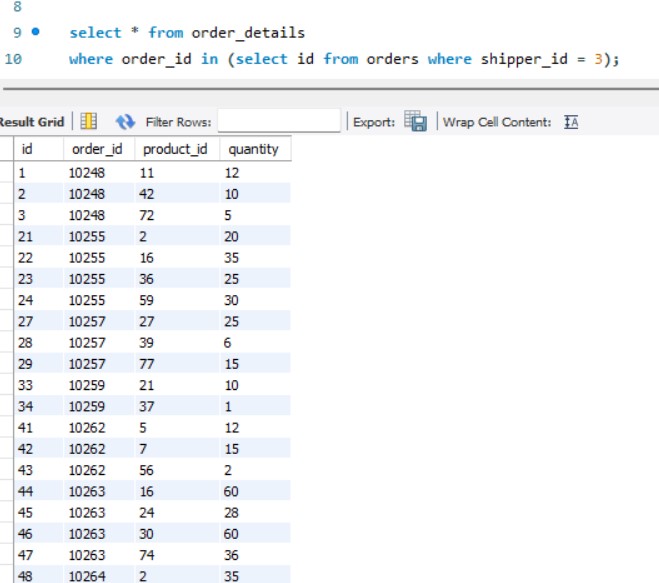 8
9 select * from order_details
10 where order_id in (select id from orders where shipper_id = 3);
Result Grid Filter Rows: Export: Wrap Cell Content: IA
id order_id product_id quantity
1 10248 11 12
2 10248 42 10
3 10248 72 5
21 10255 2 20
22 10255 16 35
23 10255 36 25
24 10255 59 30
27 10257 27 25
28 10257 39 6
29 10257 77 15
33 10259 21 10
34 10259 37 1
41 10262 5 12
42 10262 7 15
43 10262 56 2
44 10263 16 60
45 10263 24 28
46 10263 30 60
47 10263 74 36
48 10264 2 35